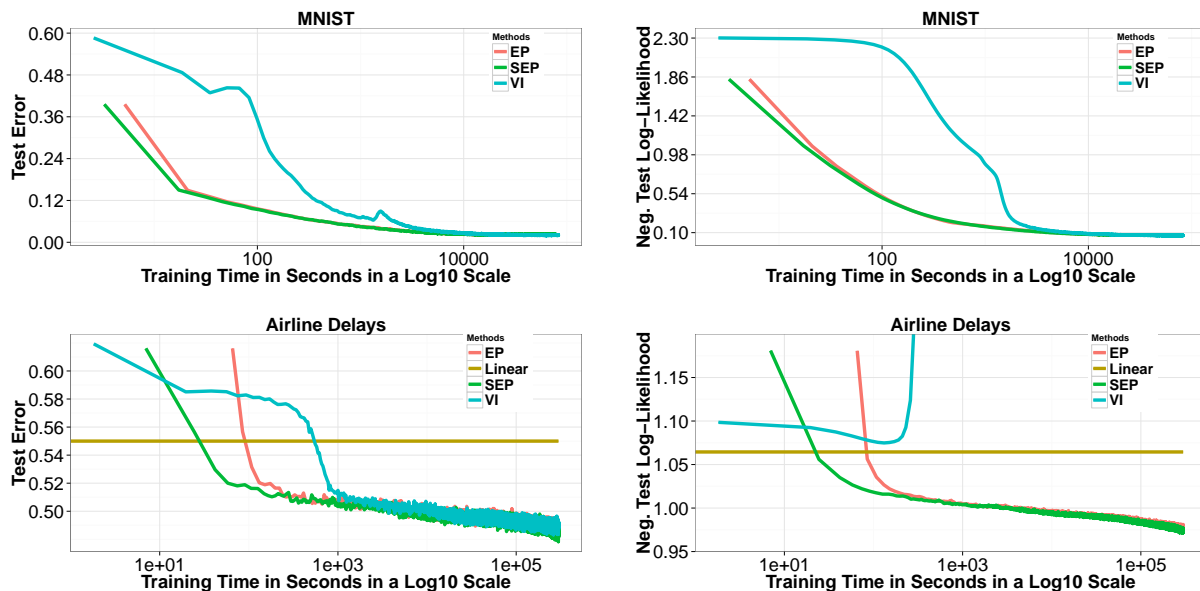 MNIST
Test Error
0.60
0.48
0.36
0.24
0.12
0.00
Methods
EP
SEP
VI
100
10000
Training Time in Seconds in a Log10 Scale
MNIST
Neg. Test Log−Likelihood
2.30
1.86
1.42
0.98
0.54
0.10
Methods
EP
SEP
VI
100
10000
Training Time in Seconds in a Log10 Scale
Airline Delays
Test Error
0.60
0.58
0.56
0.54
0.52
0.50
Methods
EP
Linear
SEP
VI
1e+01
1e+03
1e+05
Training Time in Seconds in a Log10 Scale
Airline Delays
Neg. Test Log−Likelihood
1.15
1.10
1.05
1.00
0.95
Methods
EP
Linear
SEP
VI
1e+01
1e+03
1e+05
Training Time in Seconds in a Log10 Scale